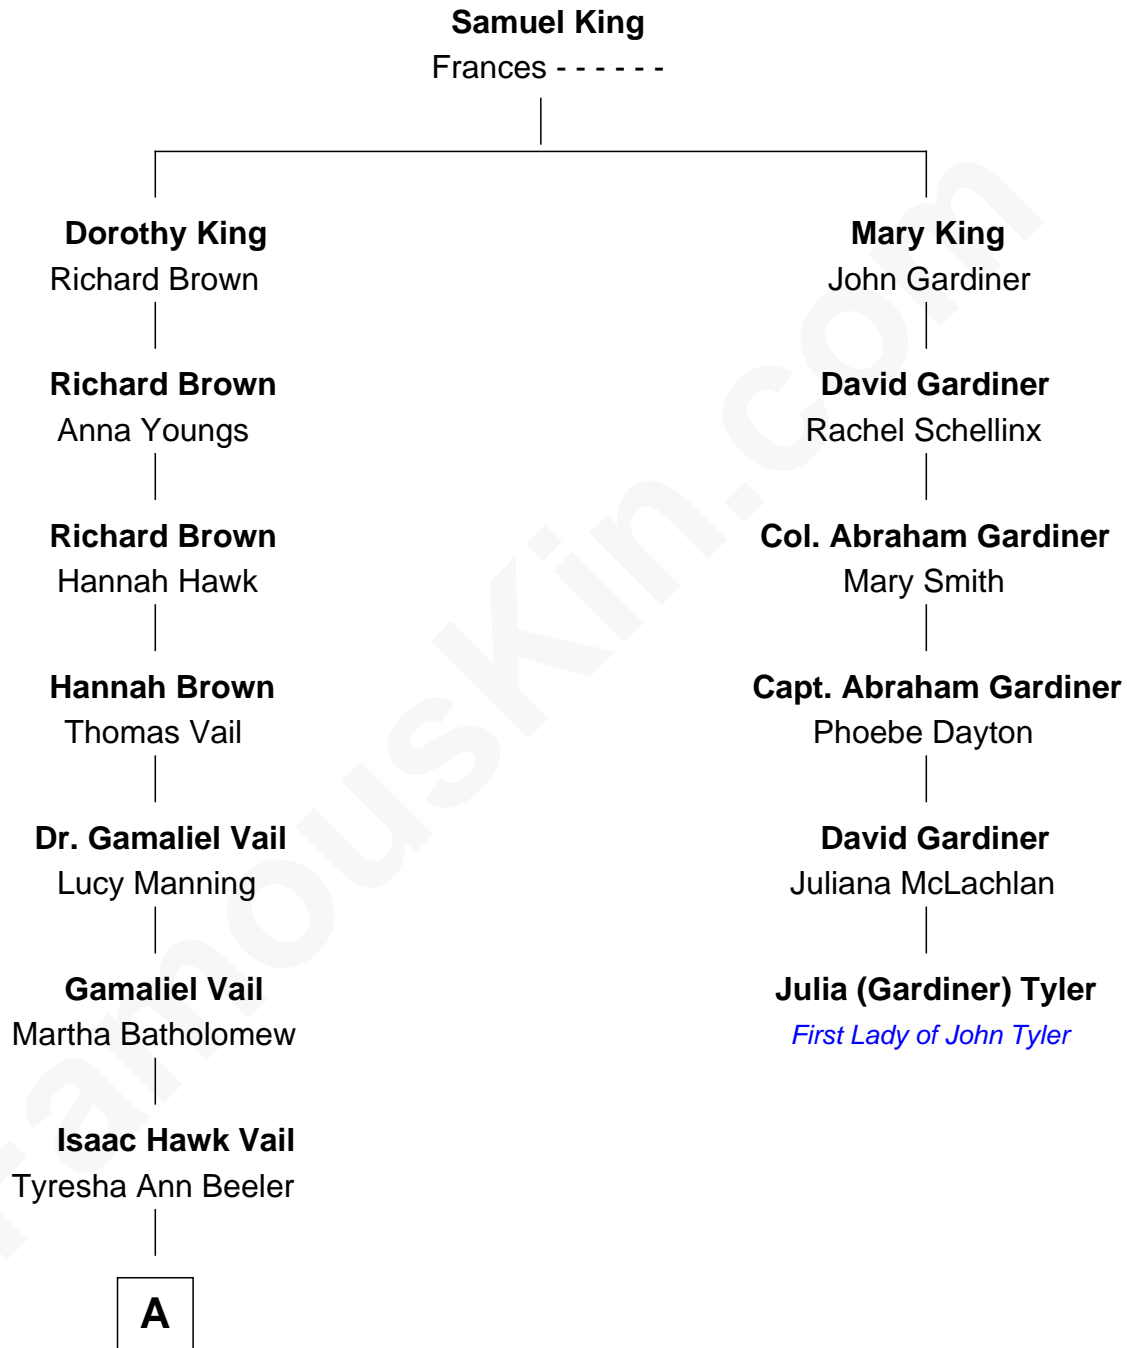 Samuel King
Frances - - - - - -
Dorothy King
Richard Brown
Mary King
John Gardiner
Richard Brown
Anna Youngs
David Gardiner
Rachel Schellinx
Richard Brown
Hannah Hawk
Col. Abraham Gardiner
Mary Smith
Hannah Brown
Thomas Vail
Capt. Abraham Gardiner
Phoebe Dayton
Dr. Gamaliel Vail
Lucy Manning
David Gardiner
Juliana McLachlan
Gamaliel Vail
Martha Batholomew
Julia (Gardiner) Tyler
First Lady of John Tyler
Isaac Hawk Vail
Tyresha Ann Beeler
A
FamousKin.com